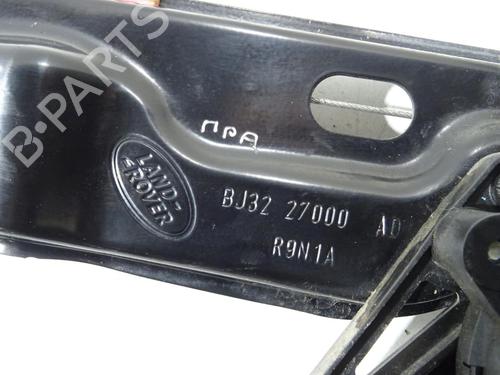 B-PARTS
ПРА
LAND-
ROVER
BJ32 27000 AD
R9N1A